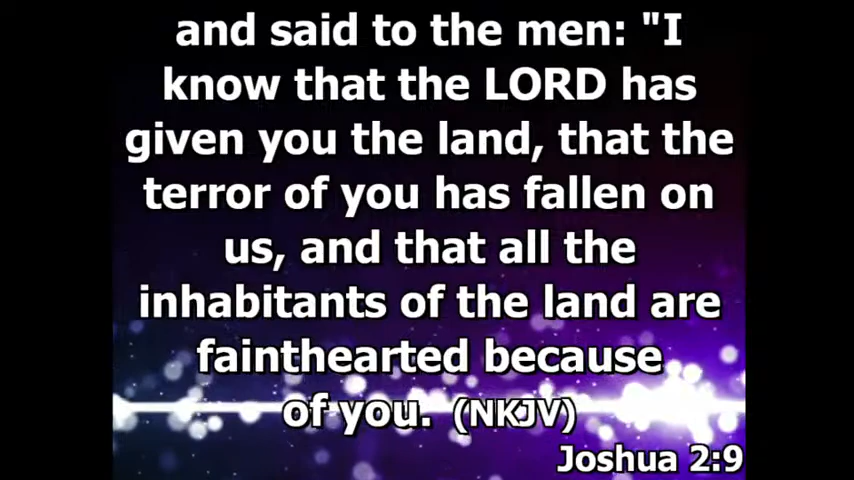 and said to the men: "I
know that the LORD has
given you the land, that the
terror of you has fallen on
us, and that all the
inhabitants of the land are
fainthearted because
of you. (NKJV)
Joshua 2:9